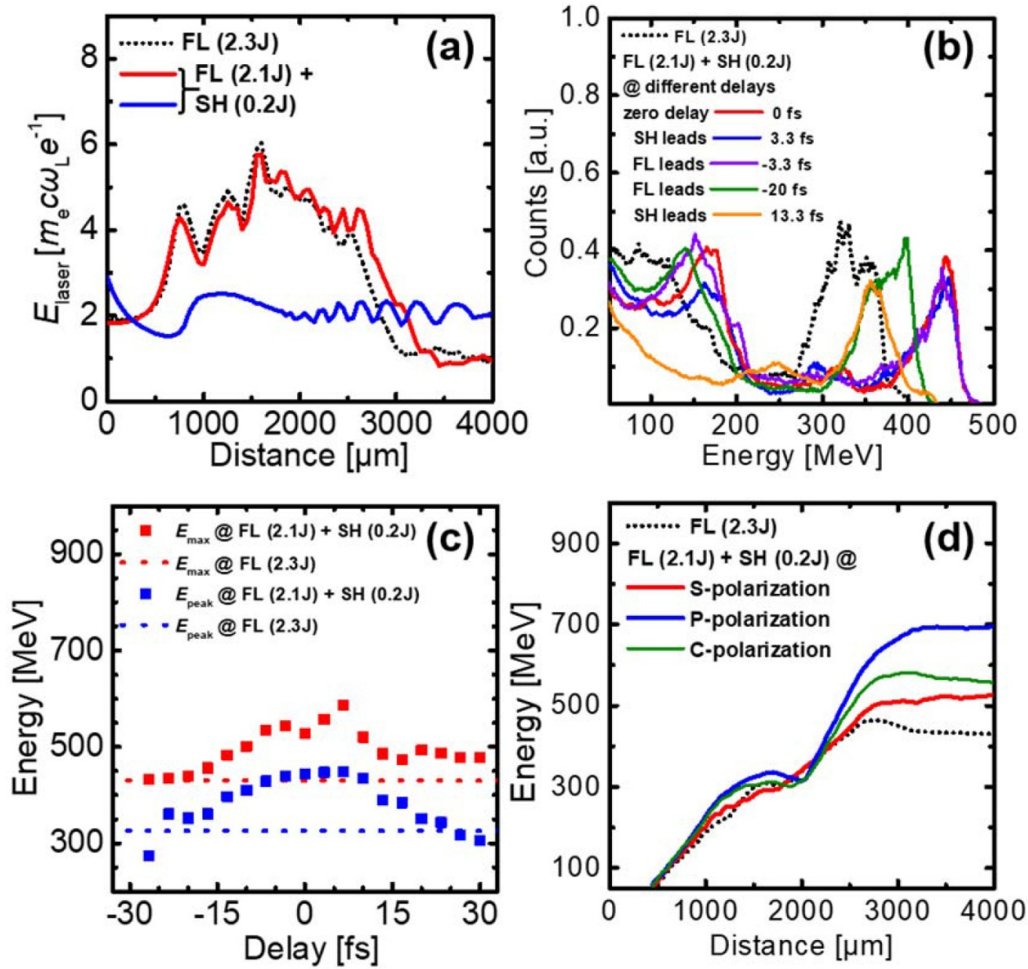 (a)
FL (2.3J)
FL (2.1J) +
SH (0.2J)
E_laser [m_e cω_L e^-1]
8
6
4
2
0
0 1000 2000 3000 4000
Distance [µm]
(b)
FL (2.3J)
FL (2.1J) + SH (0.2J)
@ different delays
zero delay 0 fs
SH leads 3.3 fs
FL leads -3.3 fs
FL leads -20 fs
SH leads 13.3 fs
Counts [a.u.]
1.0
0.8
0.6
0.4
0.2
100 200 300 400 500
Energy [MeV]
(c)
E_max @ FL (2.1J) + SH (0.2J)
E_max @ FL (2.3J)
E_peak @ FL (2.1J) + SH (0.2J)
E_peak @ FL (2.3J)
Energy [MeV]
900
700
500
300
-30 -15 0 15 30
Delay [fs]
(d)
FL (2.3J)
FL (2.1J) + SH (0.2J) @
S-polarization
P-polarization
C-polarization
Energy [MeV]
900
700
500
300
100
0 1000 2000 3000 4000
Distance [µm]